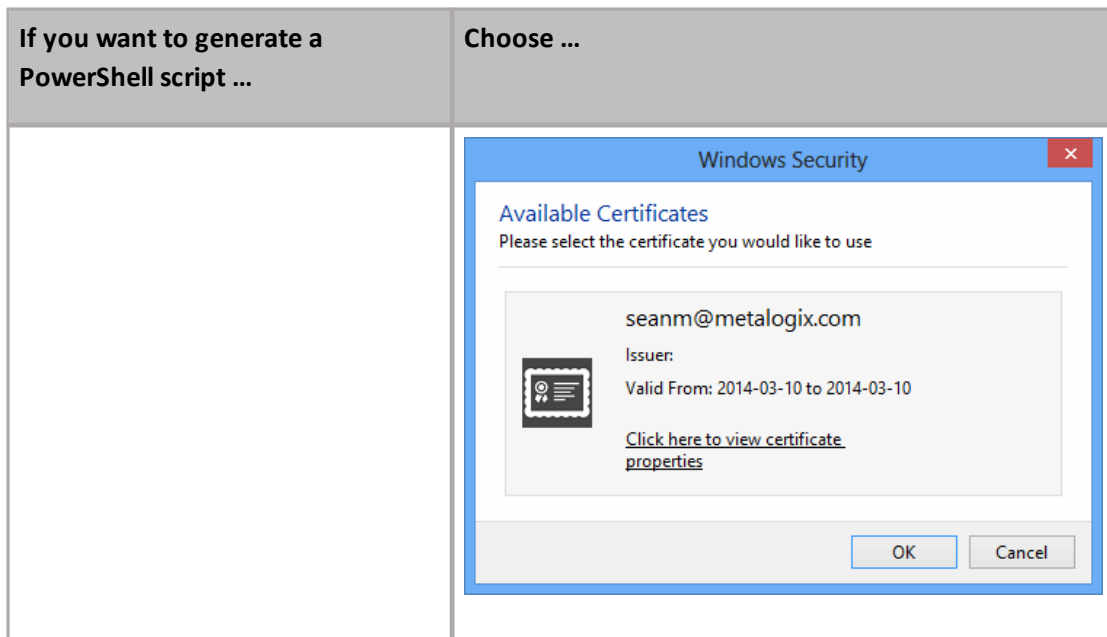 If you want to generate a
PowerShell script …
Choose …
Windows Security
Available Certificates
Please select the certificate you would like to use
seanm@metalogix.com
Issuer:
Valid From: 2014-03-10 to 2014-03-10
Click here to view certificate
properties
OK
Cancel